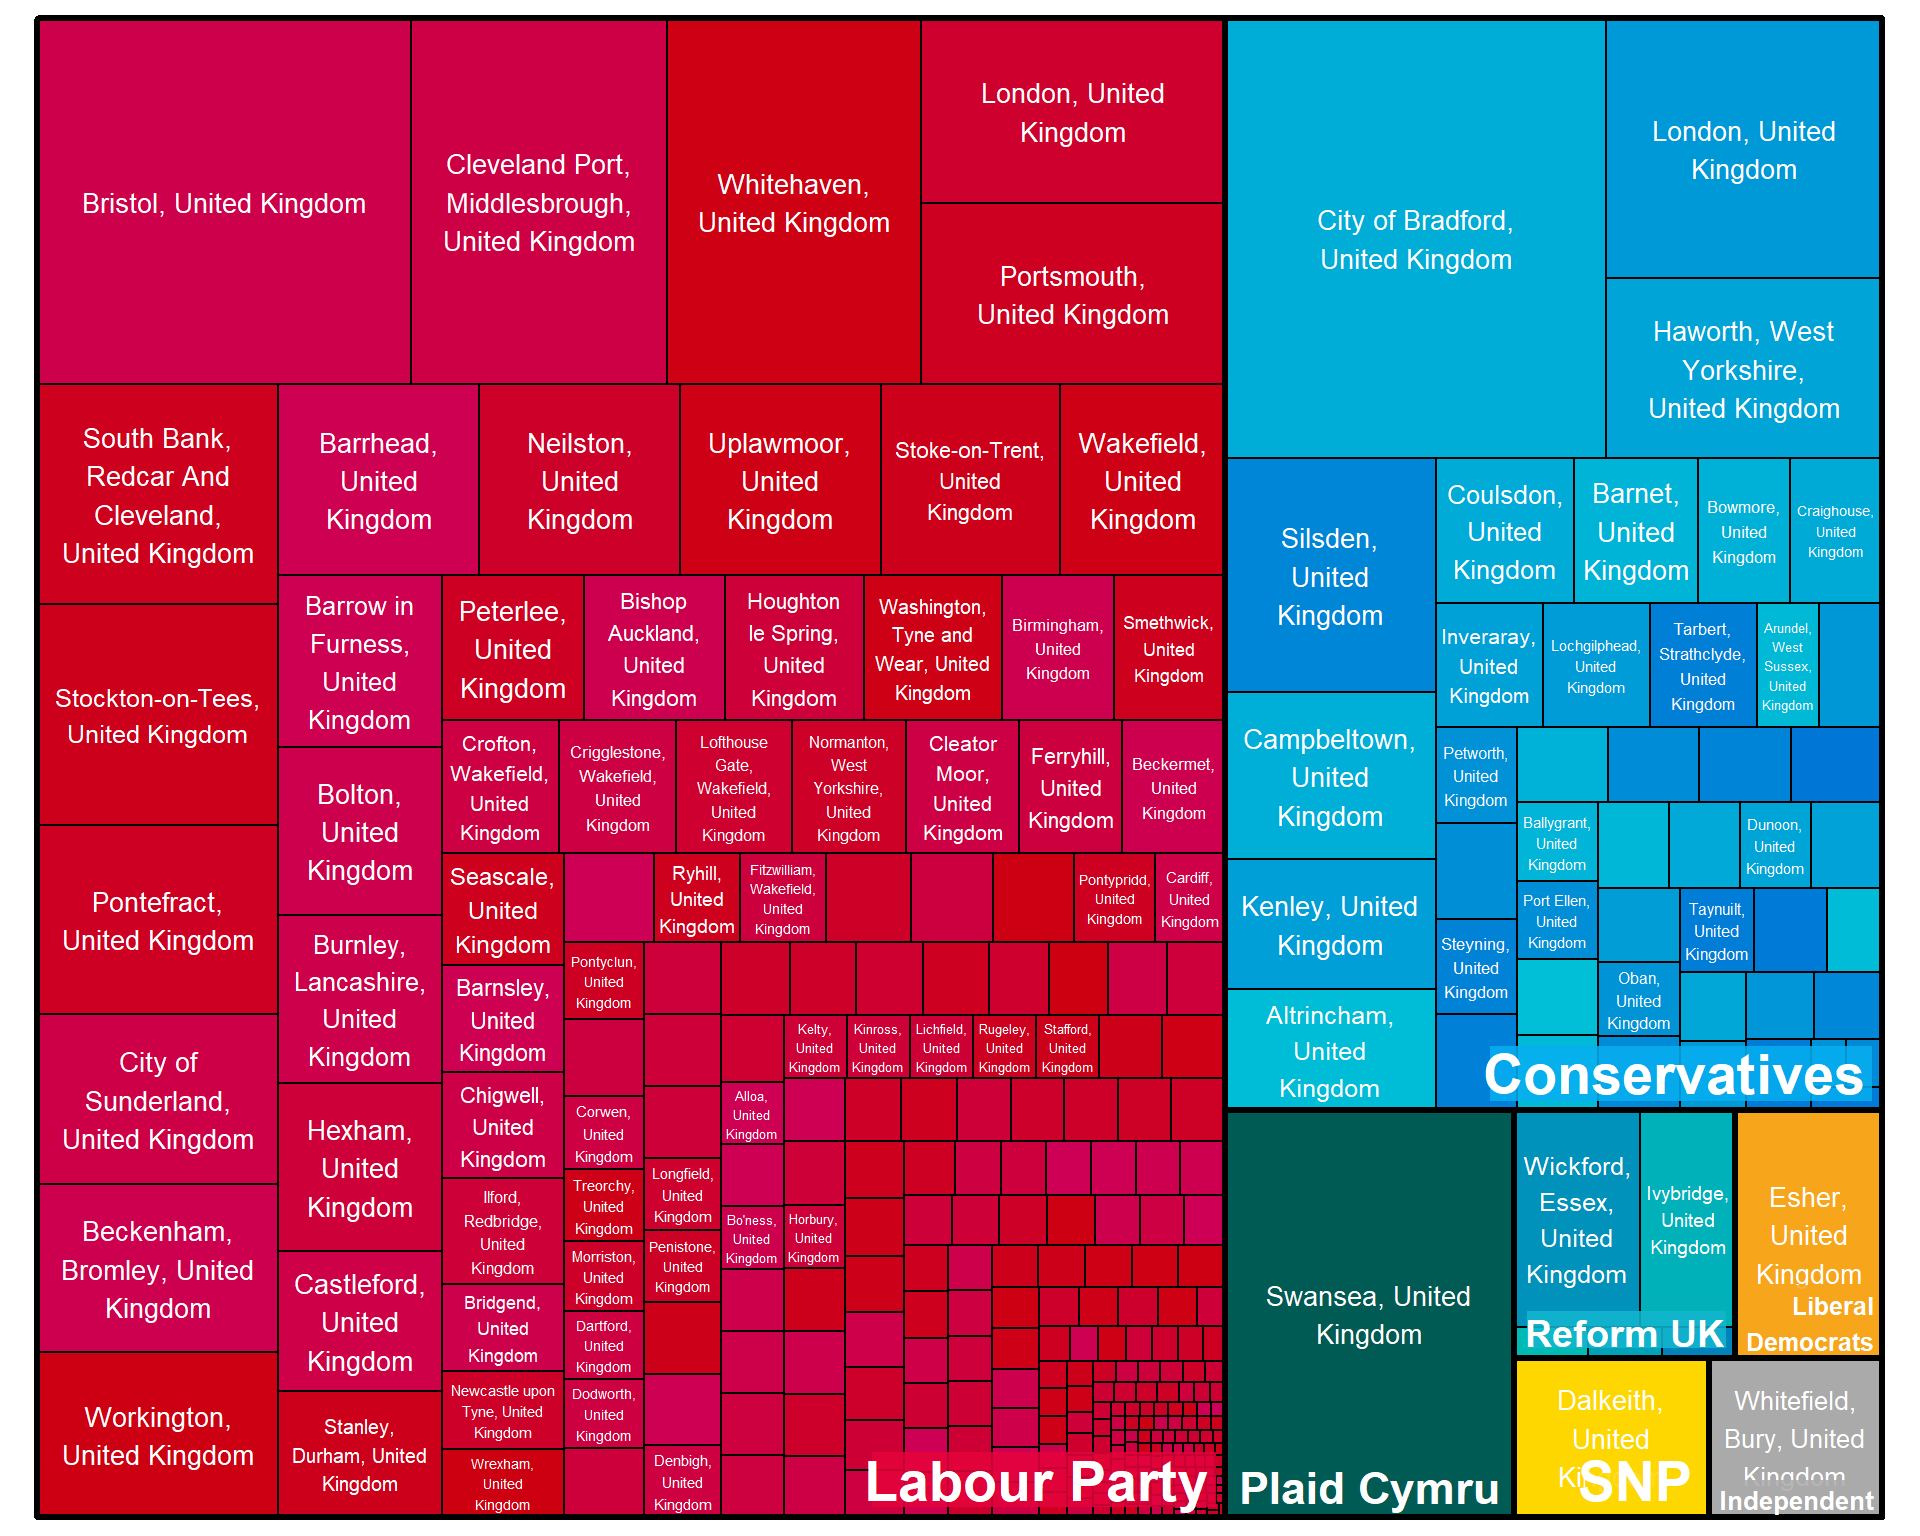 Bristol, United Kingdom
Cleveland Port,
Middlesbrough,
United Kingdom
Whitehaven,
United Kingdom
London, United
Kingdom
Portsmouth,
United Kingdom
South Bank,
Redcar And
Cleveland,
United Kingdom
Stockton-on-Tees,
United Kingdom
Pontefract,
United Kingdom
City of
Sunderland,
United Kingdom
Beckenham,
Bromley, United
Kingdom
Workington,
United Kingdom
Barrhead,
United
Kingdom
Neilston,
United
Kingdom
Uplawmoor,
United
Kingdom
Stoke-on-Trent,
United
Kingdom
Wakefield,
United
Kingdom
Barrow in
Furness,
United
Kingdom
Bolton,
United
Kingdom
Burnley,
Lancashire,
United
Kingdom
Hexham,
United
Kingdom
Castleford,
United
Kingdom
Stanley,
Durham, United
Kingdom
Peterlee,
United
Kingdom
Bishop
Auckland,
United
Kingdom
Houghton
le Spring,
United
Kingdom
Washington,
Tyne and
Wear, United
Kingdom
Birmingham,
United
Kingdom
Smethwick,
United
Kingdom
Crofton,
Wakefield,
United
Kingdom
Crigglestone,
Wakefield,
United
Kingdom
Lofthouse
Gate,
Wakefield,
United
Kingdom
Normanton,
West
Yorkshire,
United
Kingdom
Cleator
Moor,
United
Kingdom
Ferryhill,
United
Kingdom
Beckermet,
United
Kingdom
Seascale,
United
Kingdom
Barnsley,
United
Kingdom
Chigwell,
United
Kingdom
Ilford,
Redbridge,
United
Kingdom
Bridgend,
United
Kingdom
Newcastle upon
Tyne, United
Kingdom
Wrexham,
United
Kingdom
Ryhill,
United
Kingdom
Fitzwilliam,
Wakefield,
United
Kingdom
Pontypridd,
United
Kingdom
Cardiff,
United
Kingdom
Pontyclun,
United
Kingdom
Corwen,
United
Kingdom
Treorchy,
United
Kingdom
Morriston,
United
Kingdom
Dartford,
United
Kingdom
Dodworth,
United
Kingdom
Longfield,
United
Kingdom
Penistone,
United
Kingdom
Denbigh,
United
Kingdom
Kelty,
United
Kingdom
Kinross,
United
Kingdom
Lichfield,
United
Kingdom
Rugeley,
United
Kingdom
Stafford,
United
Kingdom
Alloa,
United
Kingdom
Bo'ness,
United
Kingdom
Horbury,
United
Kingdom
Labour Party
City of Bradford,
United Kingdom
London, United
Kingdom
Haworth, West
Yorkshire,
United Kingdom
Silsden,
United
Kingdom
Campbeltown,
United
Kingdom
Kenley, United
Kingdom
Altrincham,
United
Kingdom
Coulsdon,
United
Kingdom
Barnet,
United
Kingdom
Bowmore,
United
Kingdom
Craighouse,
United
Kingdom
Inveraray,
United
Kingdom
Lochgilphead,
United
Kingdom
Tarbert,
Strathclyde,
United
Kingdom
Arundel,
West
Sussex,
United
Kingdom
Petworth,
United
Kingdom
Steyning,
United
Kingdom
Ballygrant,
United
Kingdom
Dunoon,
United
Kingdom
Port Ellen,
United
Kingdom
Taynuilt,
United
Kingdom
Oban,
United
Kingdom
Conservatives
Swansea, United
Kingdom
Plaid Cymru
Wickford,
Essex,
United
Kingdom
Ivybridge,
United
Kingdom
Reform UK
Esher,
United
Kingdom
Liberal
Democrats
Dalkeith,
United
SNP
Whitefield,
Bury, United
Kingdom
Independent